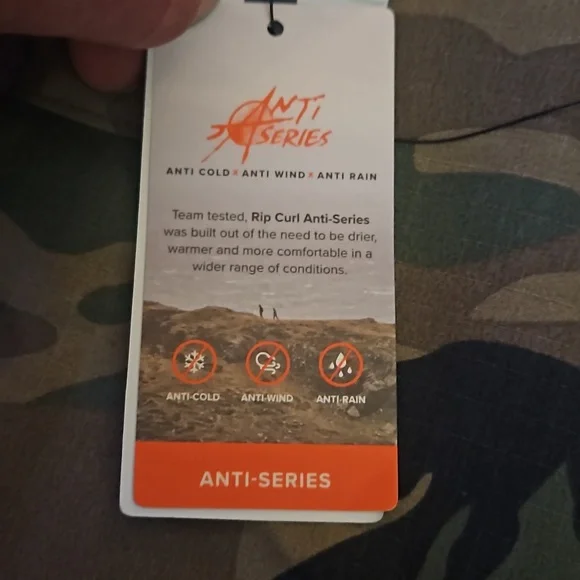 ANTI
SERIES
ANTI COLD × ANTI WIND × ANTI RAIN
Team tested, Rip Curl Anti-Series
was built out of the need to be drier,
warmer and more comfortable in a
wider range of conditions.
ANTI-COLD ANTI-WIND ANTI-RAIN
ANTI-SERIES